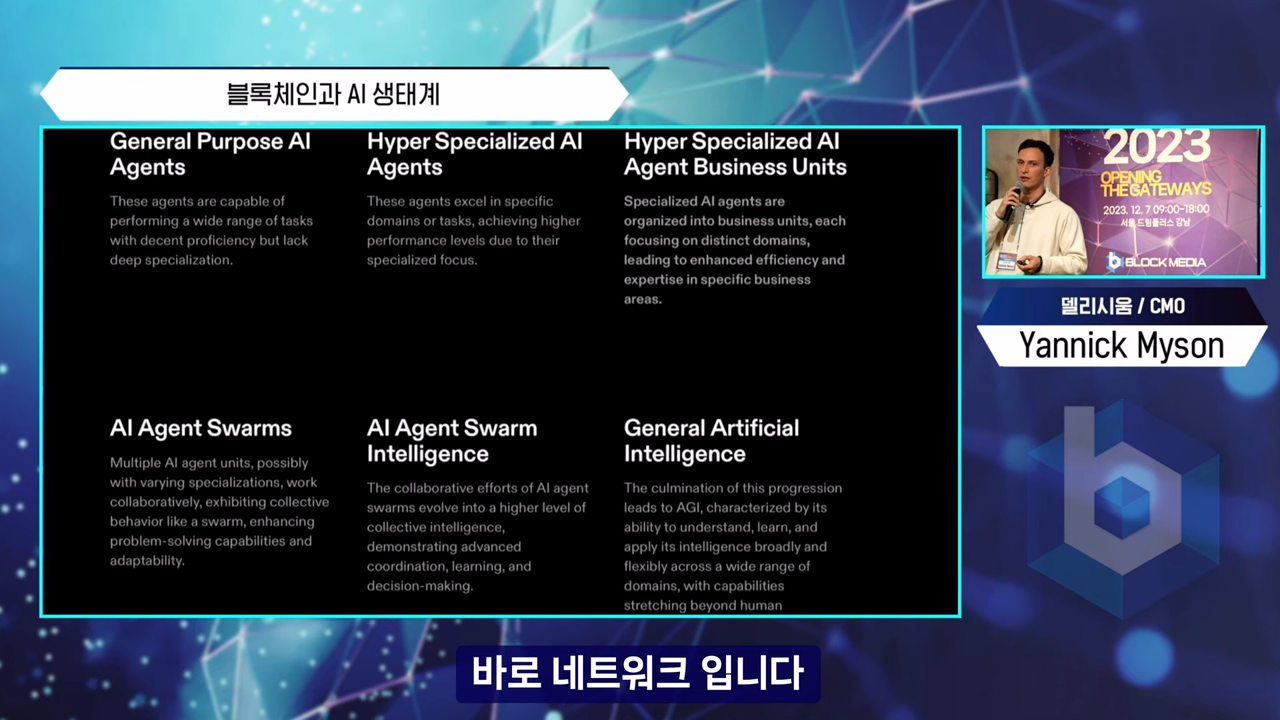 블록체인과 AI 생태계
General Purpose AI
Agents
These agents are capable of
performing a wide range of tasks
with decent proficiency but lack
deep specialization.
Hyper Specialized AI
Agents
These agents excel in specific
domains or tasks, achieving higher
performance levels due to their
specialized focus.
Hyper Specialized AI
Agent Business Units
Specialized AI agents are
organized into business units, each
focusing on distinct domains,
leading to enhanced efficiency and
expertise in specific business
areas.
AI Agent Swarms
Multiple AI agent units, possibly
with varying specializations, work
collaboratively, exhibiting collective
behavior like a swarm, enhancing
problem-solving capabilities and
adaptability.
AI Agent Swarm
Intelligence
The collaborative efforts of AI agent
swarms evolve into a higher level of
collective intelligence,
demonstrating advanced
coordination, learning, and
decision-making.
General Artificial
Intelligence
The culmination of this progression
leads to AGI, characterized by its
ability to understand, learn, and
apply its intelligence broadly and
flexibly across a wide range of
domains, with capabilities
stretching beyond human
2023
OPENING
THE GATEWAYS
2023. 12. 7 09:00~18:00
서울 드림플러스 강남
BLOCK MEDIA
델리시움 / CMO
Yannick Myson
바로 네트워크 입니다